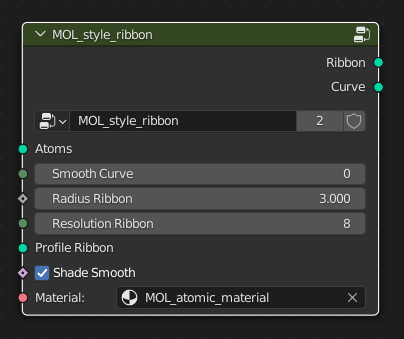 MOL_style_ribbon
Ribbon
Curve
MOL_style_ribbon 2
Atoms
Smooth Curve 0
Radius Ribbon 3.000
Resolution Ribbon 8
Profile Ribbon
Shade Smooth
Material: MOL_atomic_material